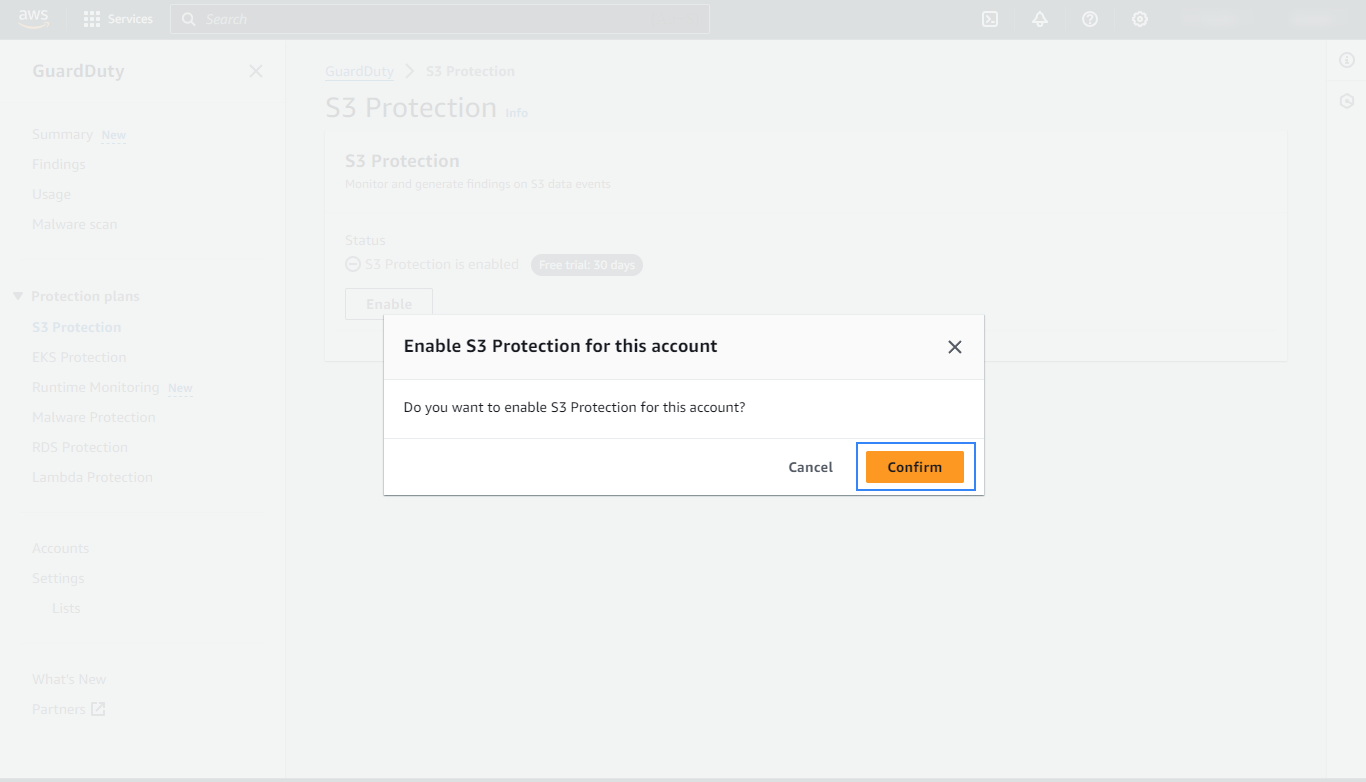 aws
Services
Search
GuardDuty
Summary New
Findings
Usage
Malware scan
Protection plans
S3 Protection
EKS Protection
Runtime Monitoring New
Malware Protection
RDS Protection
Lambda Protection
Accounts
Settings
Lists
What's New
Partners
GuardDuty S3 Protection
S3 Protection Info
S3 Protection
Monitor and generate findings on S3 data events
Status
S3 Protection is enabled Free trial: 30 days
Enable
Enable S3 Protection for this account
Do you want to enable S3 Protection for this account?
Cancel Confirm